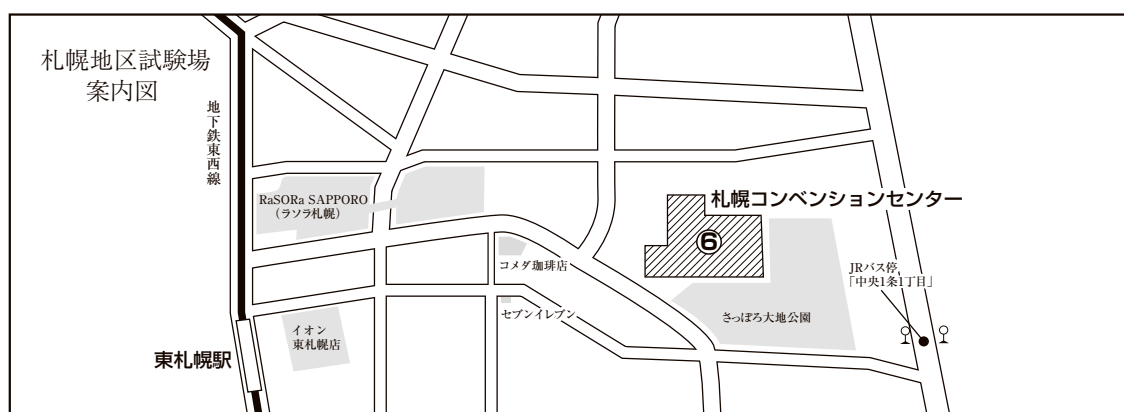 札幌地区試験場
案内図
地下鉄東西線
RaSORa SAPPORO
(ラソラ札幌)
札幌コンベンションセンター
⑥
コメダ珈琲店
JRバス停
「中央1条1丁目」
セブンイレブン
さっぽろ大地公園
イオン
東札幌店
東札幌駅